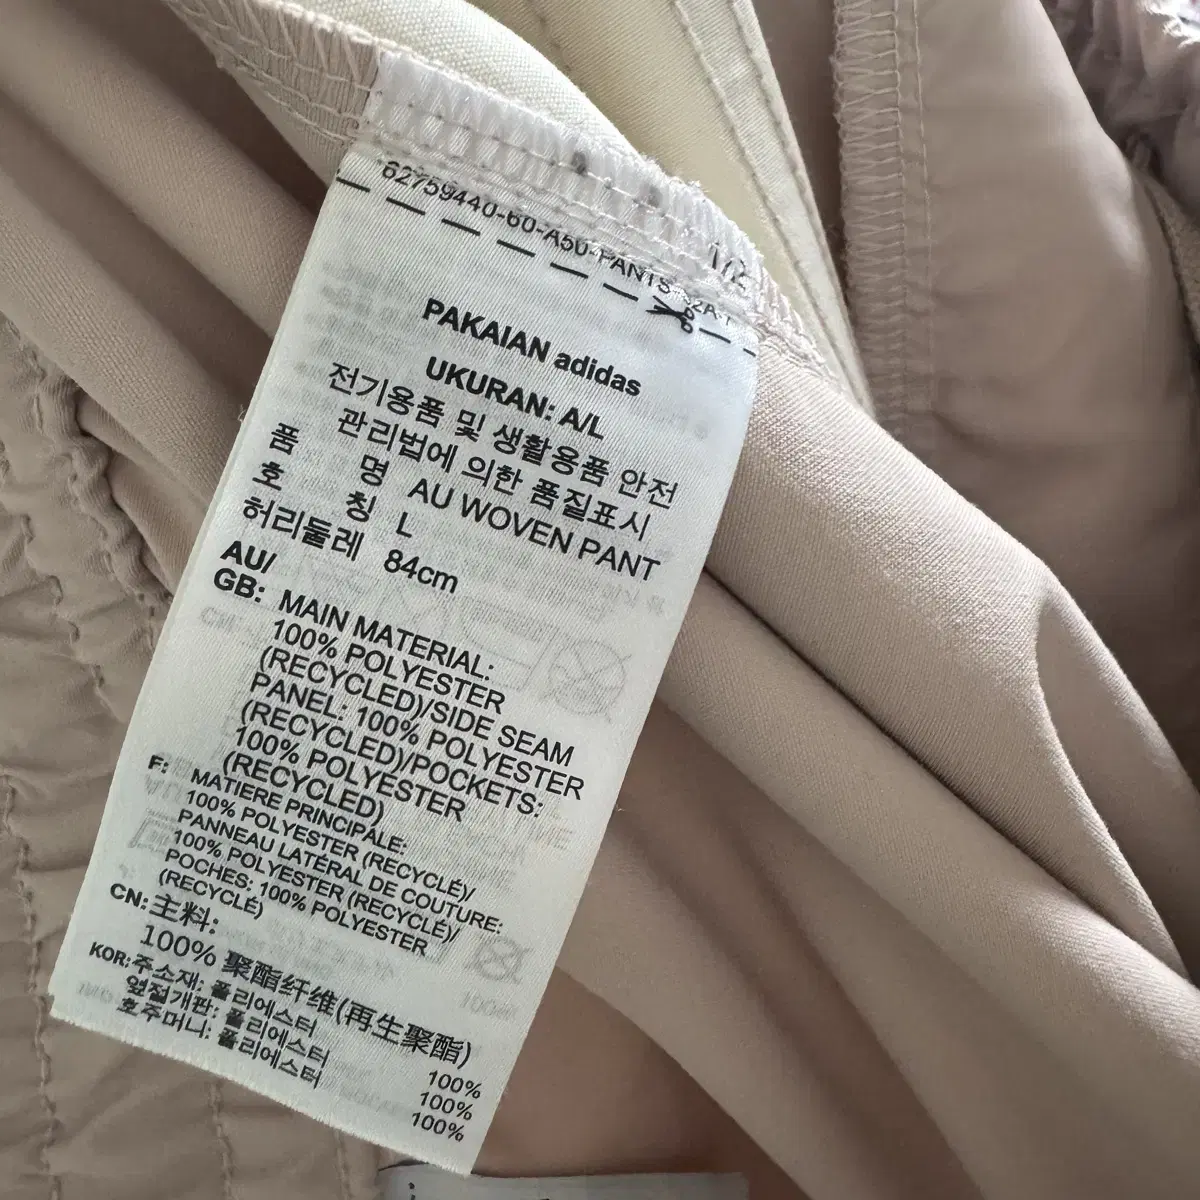 62759440-60-A50-PANTS-S2A-1
PAKAIAN adidas
UKURAN: A/L
전기용품 및 생활용품 안전
관리법에 의한 품질표시
품 명 AU WOVEN PANT
호 칭 L
허리둘레 84cm
AU/
GB: MAIN MATERIAL:
100% POLYESTER
(RECYCLED)/SIDE SEAM
PANEL: 100% POLYESTER
(RECYCLED)/POCKETS:
100% POLYESTER
(RECYCLED)
F: MATIERE PRINCIPALE:
100% POLYESTER (RECYCLÉ)/
PANNEAU LATÉRAL DE COUTURE:
100% POLYESTER (RECYCLÉ)/
POCHES: 100% POLYESTER
(RECYCLÉ)
CN: 主料:
100% 聚酯纤维(再生聚酯)
KOR: 주소재: 폴리에스터 100%
옆절개판: 폴리에스터 100%
호주머니: 폴리에스터 100%